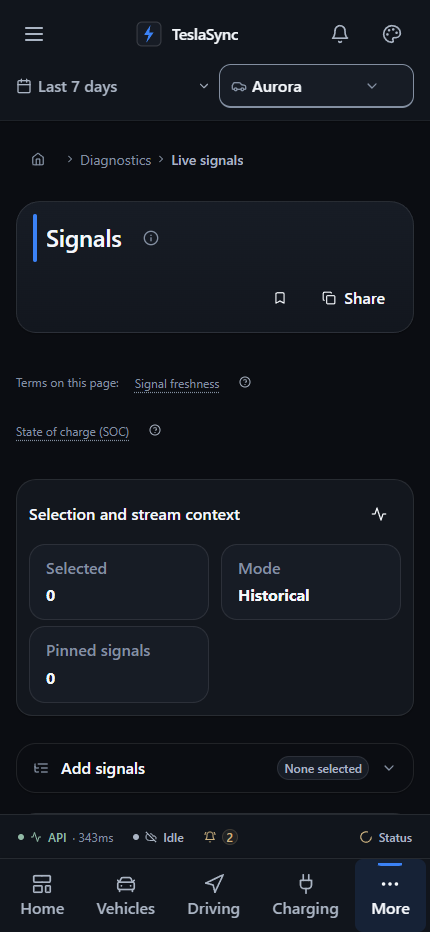 TeslaSync
Last 7 days
Aurora
Diagnostics
Live signals
Signals
Share
Terms on this page:
Signal freshness
State of charge (SOC)
Selection and stream context
Selected
Mode
0
Historical
Pinned signals
0
Add signals
None selected
API · 343ms
Idle
2
Status
Home
Vehicles
Driving
Charging
More